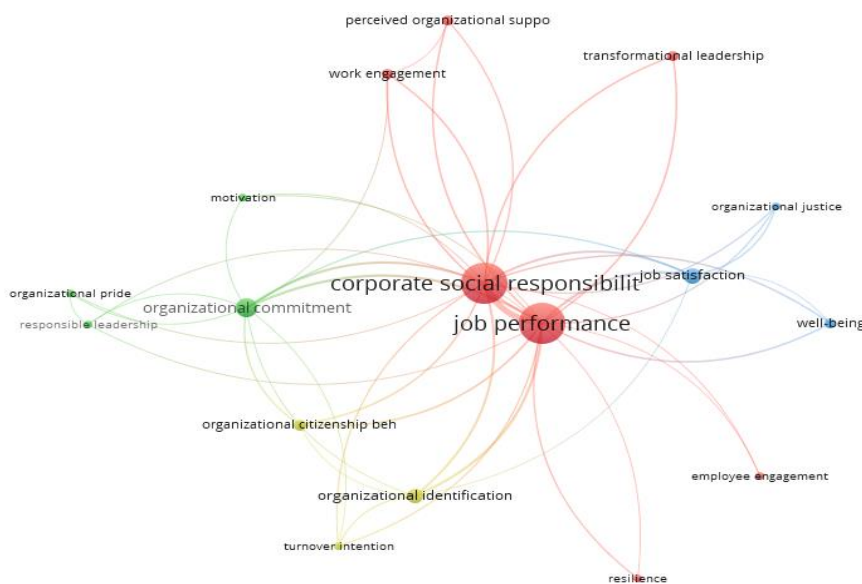 perceived organizational suppo
transformational leadership
work engagement
motivation
organizational justice
job satisfaction
corporate social responsibilit
organizational pride
organizational commitment
responsible leadership
job performance
well-being
organizational citizenship beh
employee engagement
organizational identification
turnover intention
resilience